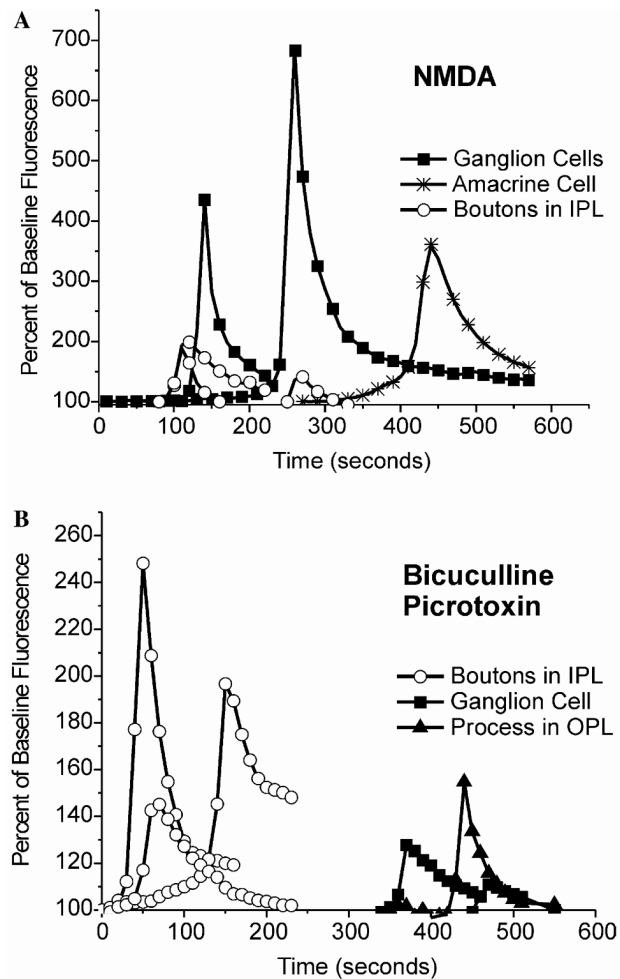 A
NMDA
Ganglion Cells
Amacrine Cell
Boutons in IPL
Percent of Baseline Fluorescence
700
600
500
400
300
200
100
0 100 200 300 400 500 600
Time (seconds)
B
Bicuculline
Picrotoxin
Boutons in IPL
Ganglion Cell
Process in OPL
Percent of Baseline Fluorescence
260
240
220
200
180
160
140
120
100
0 100 200 300 400 500 600
Time (seconds)